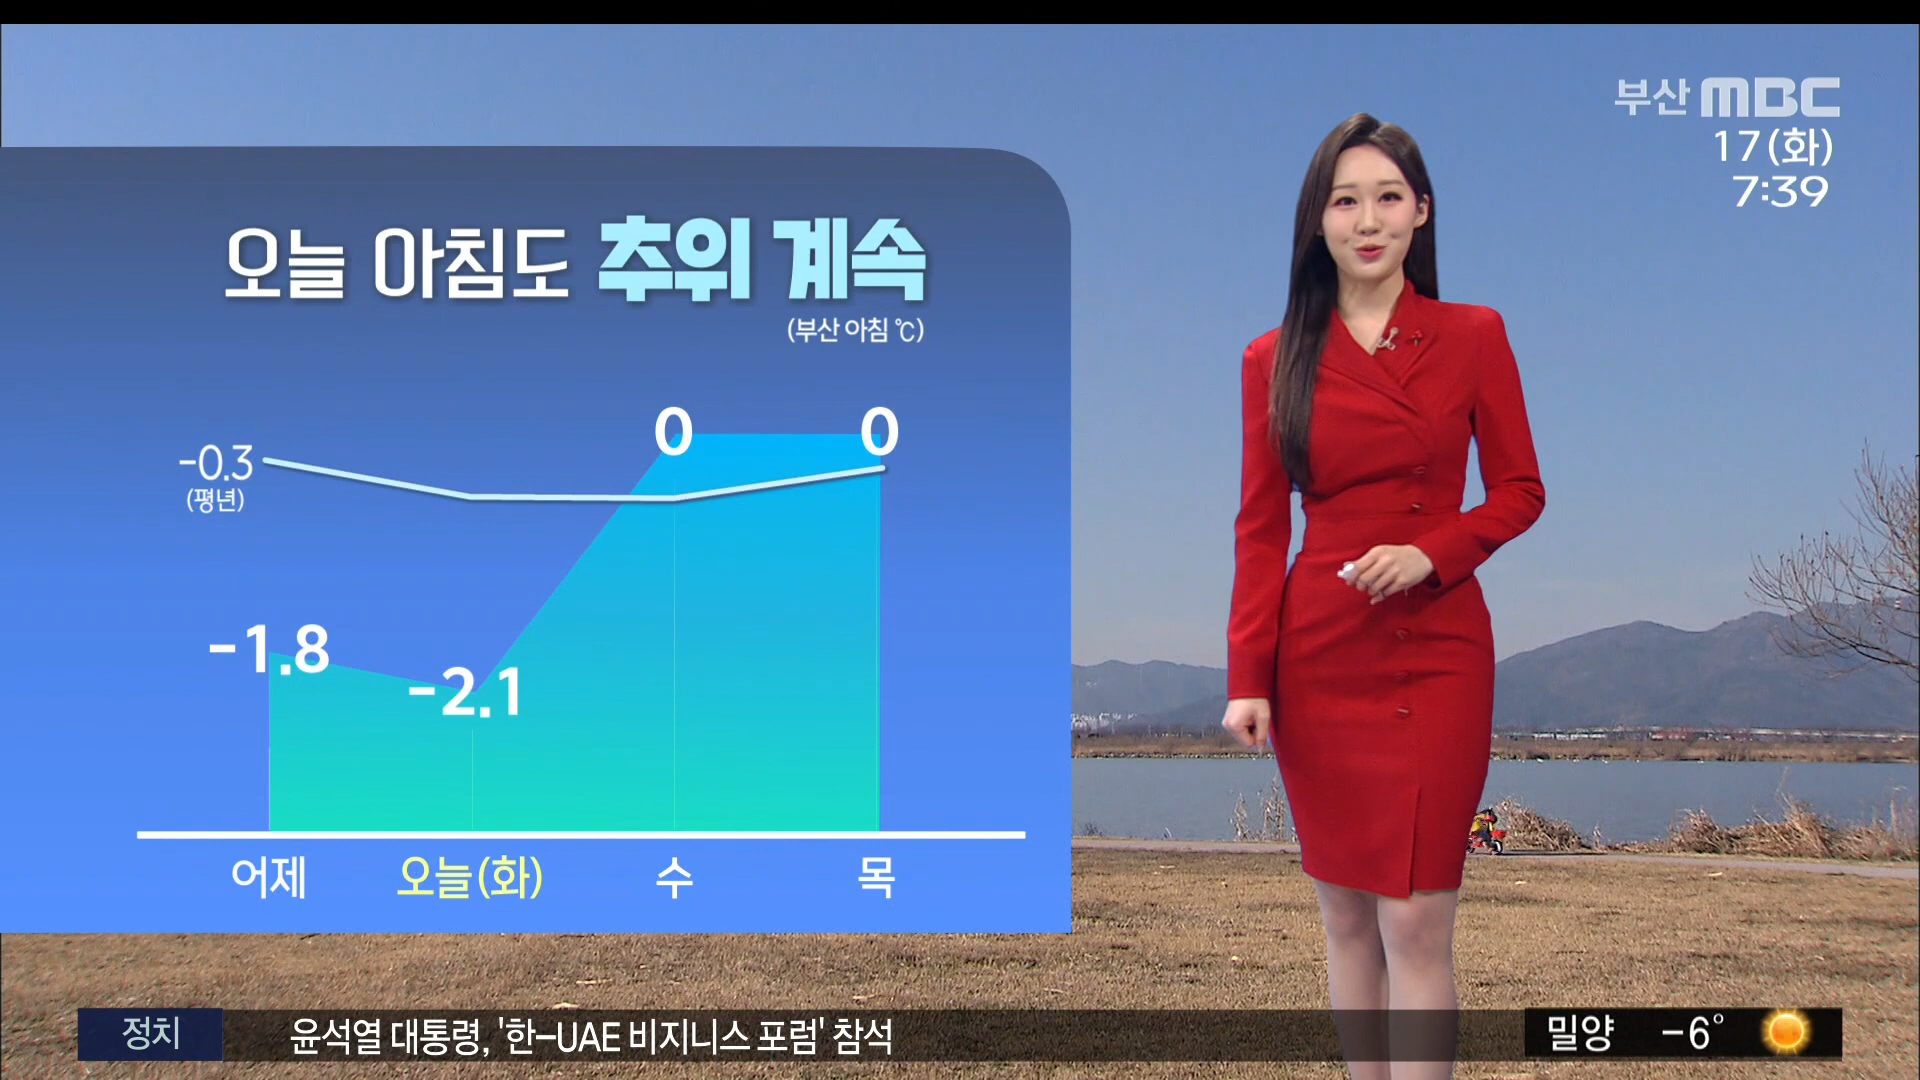 부산 MBC
17(화)
7:39
오늘 아침도 추위 계속
(부산 아침 ℃)
-0.3
(평년)
0
0
-1.8
-2.1
어제
오늘(화)
수
목
정치
윤석열 대통령, '한-UAE 비지니스 포럼' 참석
밀양 -6°